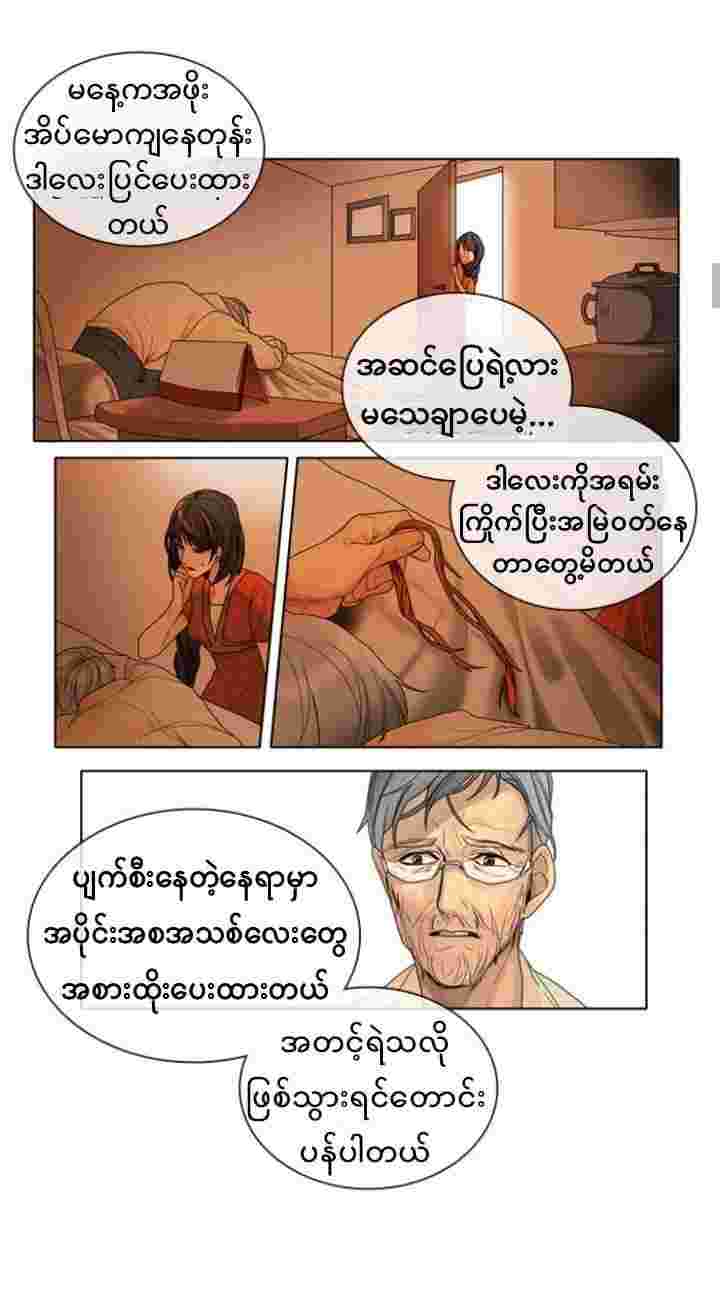 မနေ့ကအဖိုး
အိပ်မောကျနေတုန်း
ဒါလေးပြင်ပေးထား
တယ်
အဆင်ပြေရဲ့လား
မသေချာပေမဲ့...
ဒါလေးကိုအရမ်း
ကြိုက်ပြီးအမြဲဝတ်နေ
တာတွေ့မိတယ်
ပျက်စီးနေတဲ့နေရာမှာ
အပိုင်းအစအသစ်လေးတွေ
အစားထိုးပေးထားတယ်
အတင့်ရဲသလို
ဖြစ်သွားရင်တောင်း
ပန်ပါတယ်